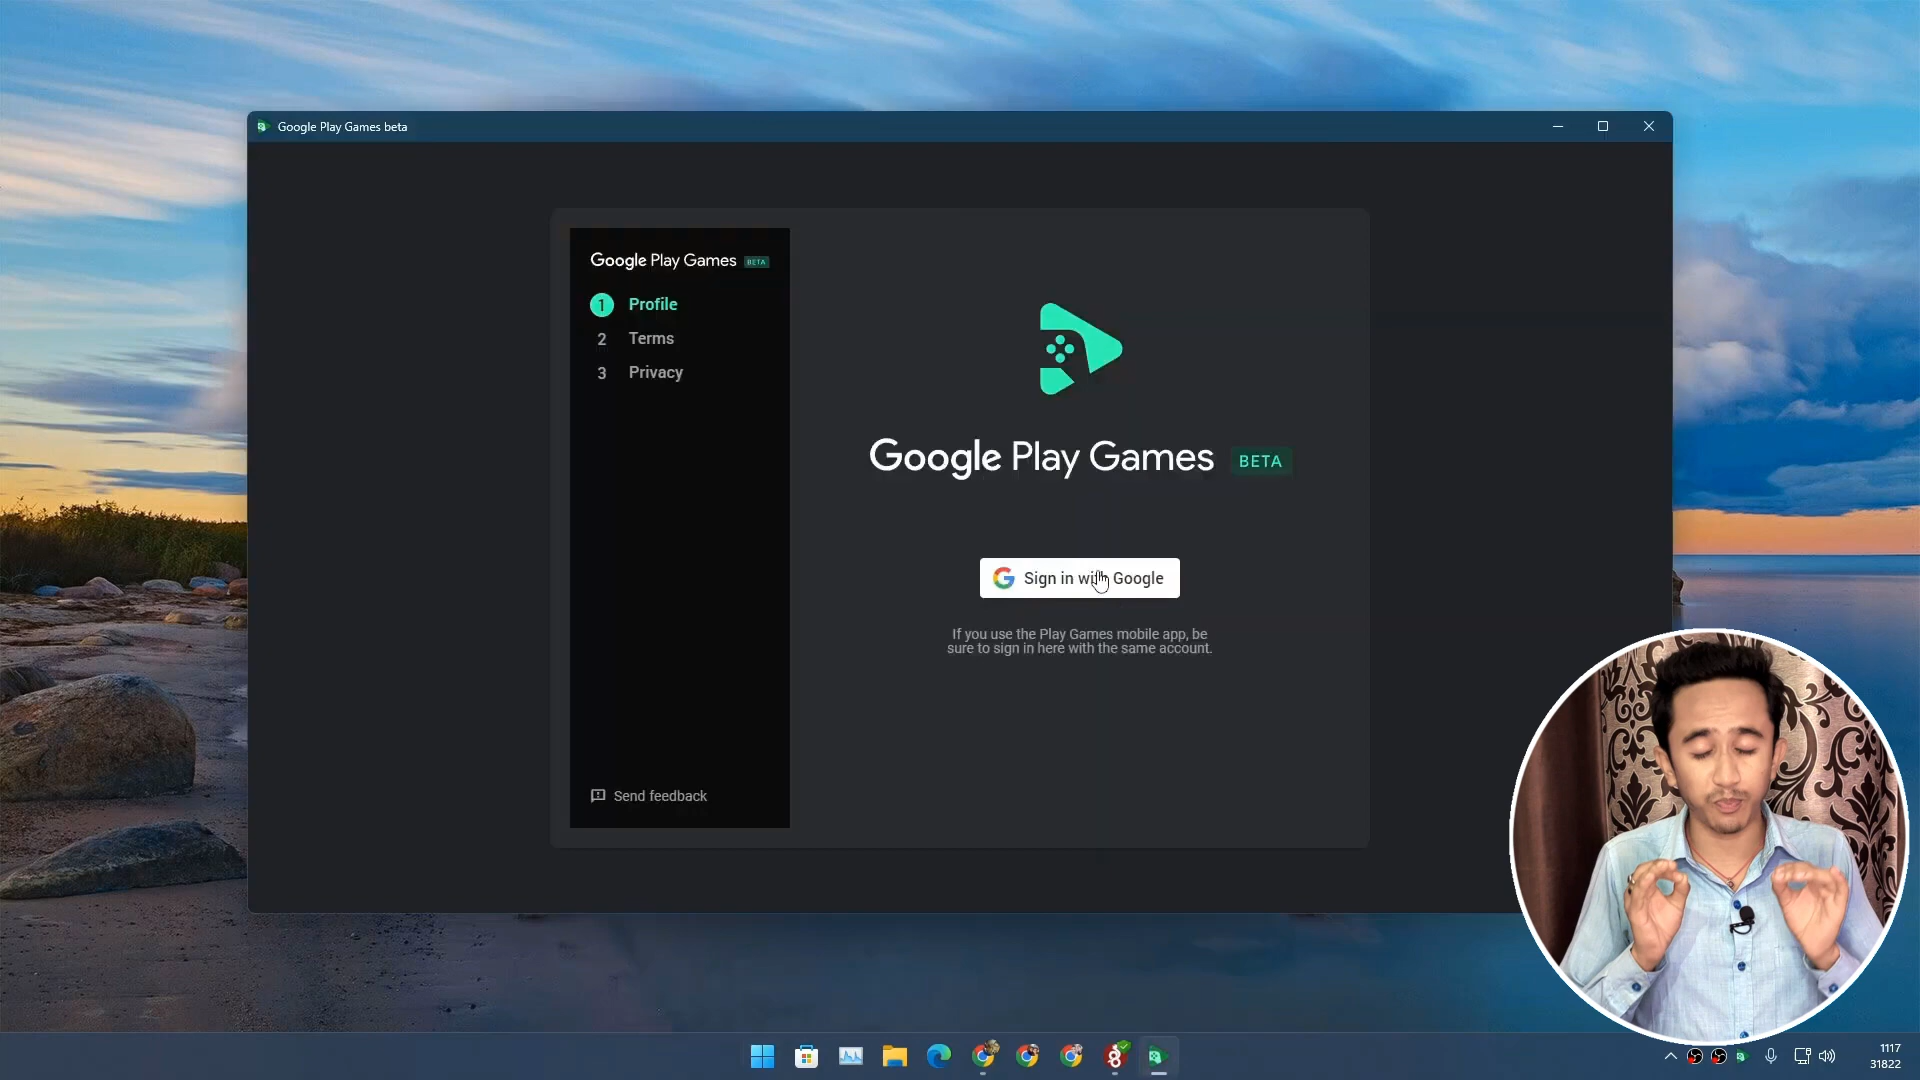 Google Play Games beta
Google Play Games BETA
1 Profile
2 Terms
3 Privacy
Send feedback
Google Play Games BETA
Sign in with Google
If you use the Play Games mobile app, be
sure to sign in here with the same account.
1117
31822